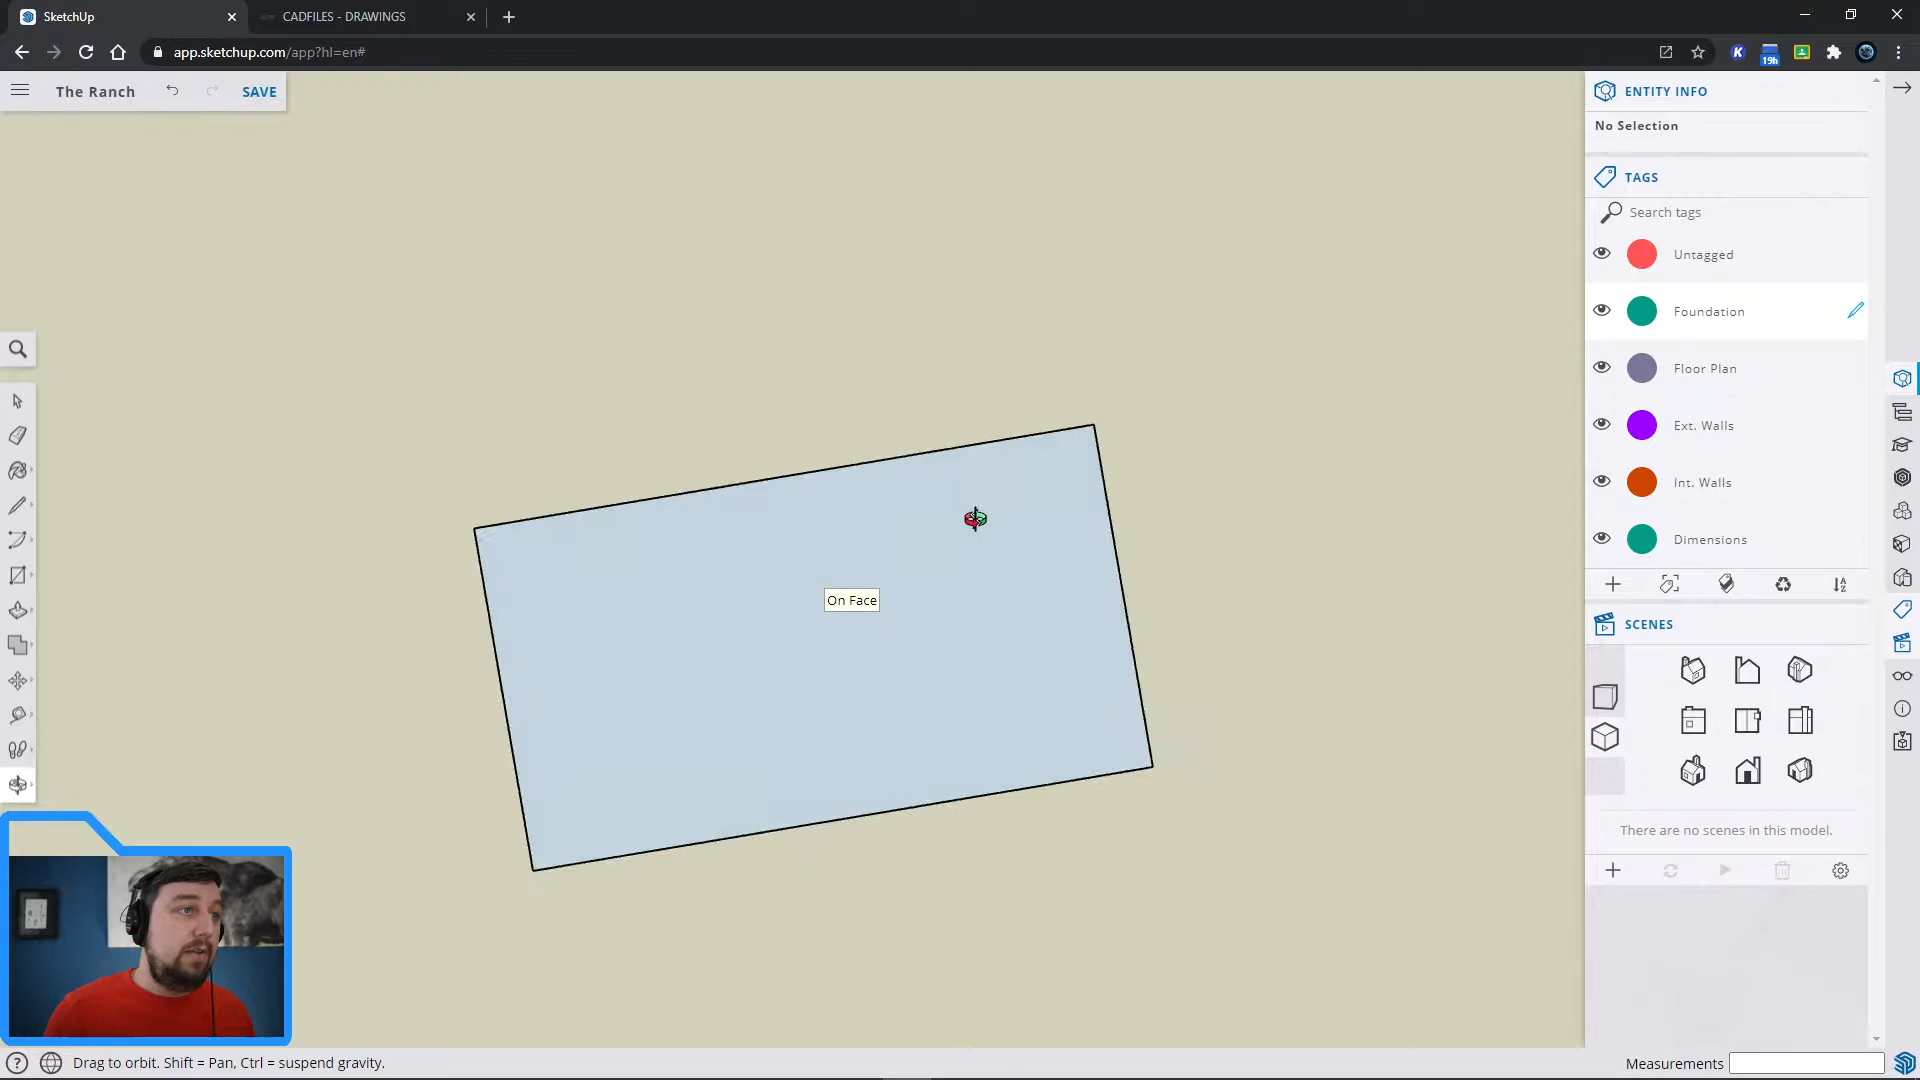 SketchUp
CADFILES - DRAWINGS
app.sketchup.com/app?hl=en#
19h
The Ranch
SAVE
ENTITY INFO
No Selection
TAGS
Search tags
Untagged
Foundation
Floor Plan
Ext. Walls
Int. Walls
Dimensions
On Face
SCENES
There are no scenes in this model.
Drag to orbit. Shift = Pan, Ctrl = suspend gravity.
Measurements